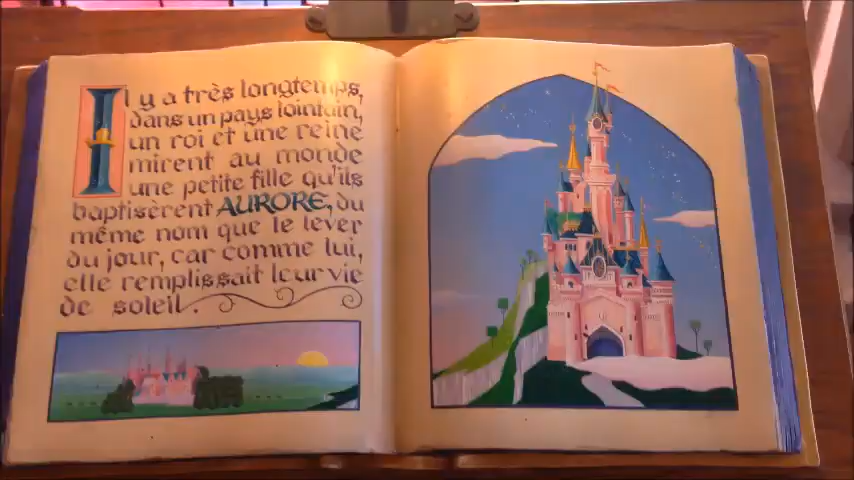 Il y a très longtemps,
dans un pays lointain,
un roi et une reine
mirent au monde
une petite fille qu'ils
baptisèrent AURORE, du
même nom que le lever
du jour, car comme lui,
elle remplissait leur vie
de soleil.